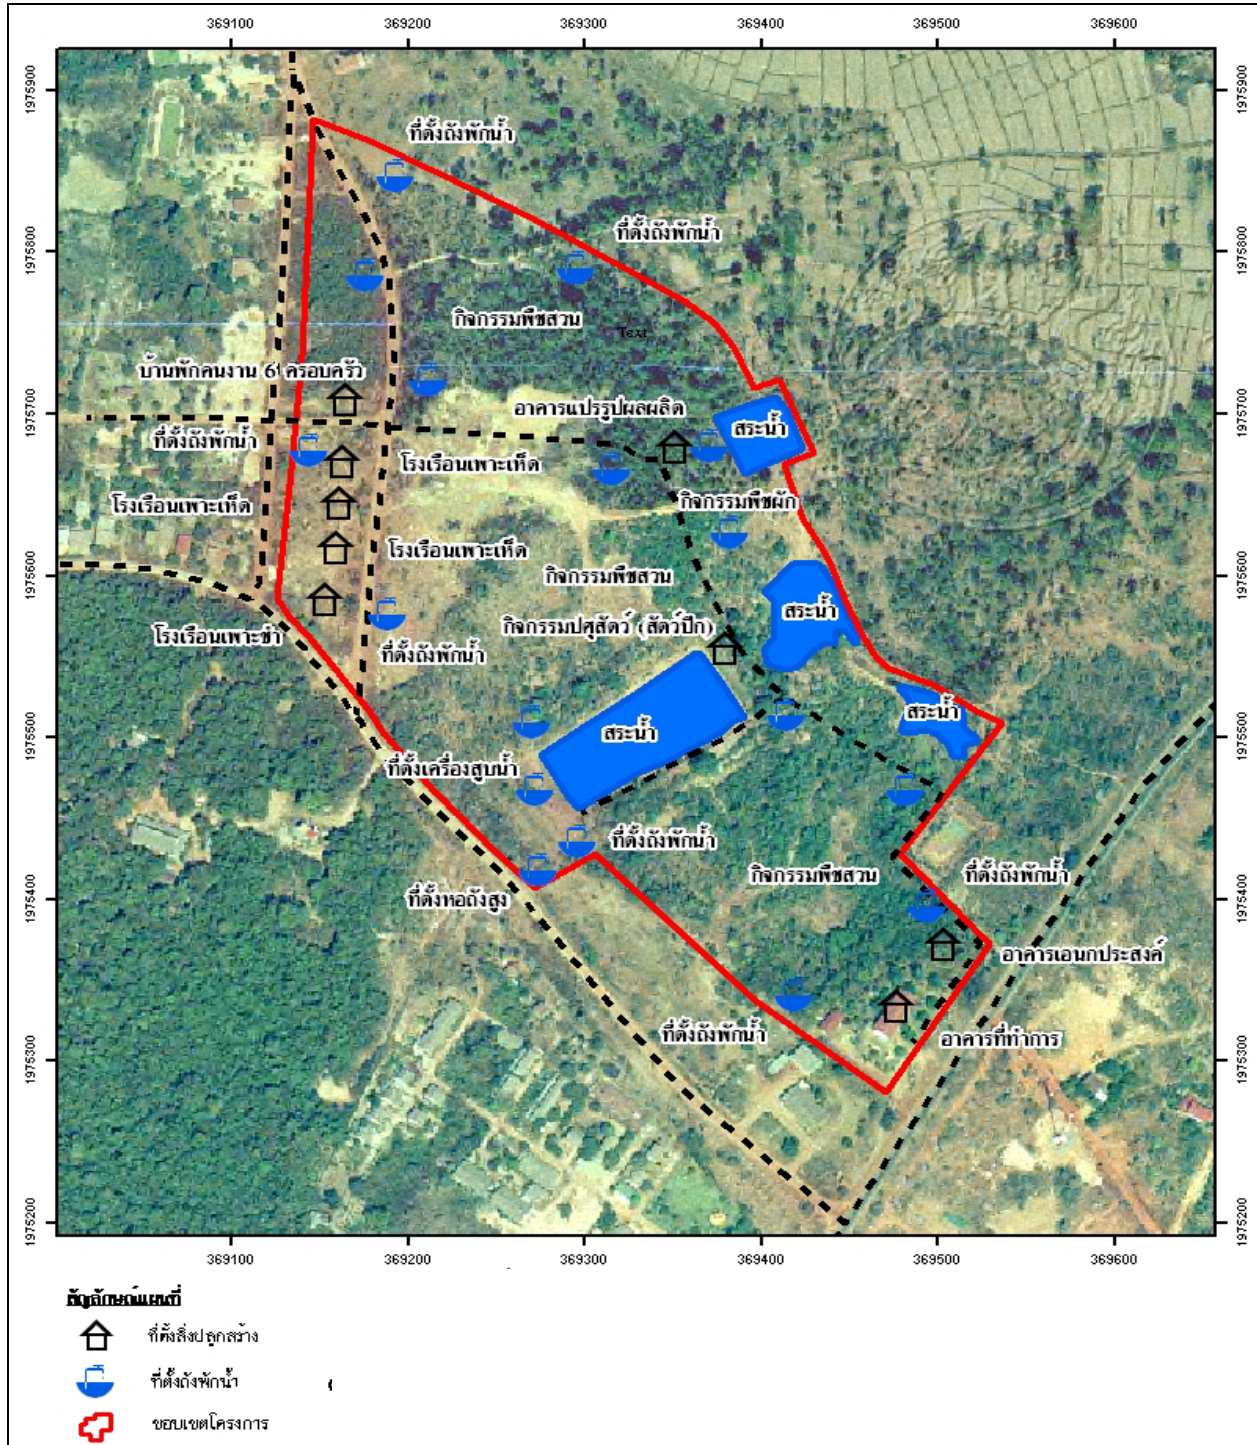 369100 369200 369300 369400 369500 369600
1975900 1975900
ที่ตั้งถังพักน้ำ
ที่ตั้งถังพักน้ำ
1975800 1975800
กิจกรรมพืชสวน
Text
บ้านพักคนงาน 6 ครอบครัว
อาคารแปรรูปผลผลิต
1975700 1975700
สระน้ำ
ที่ตั้งถังพักน้ำ
โรงเรือนเพาะเห็ด
โรงเรือนเพาะเห็ด
กิจกรรมพืชผัก
โรงเรือนเพาะเห็ด
กิจกรรมพืชสวน
1975600 1975600
สระน้ำ
กิจกรรมปศุสัตว์ (สัตว์ปีก)
โรงเรือนเพาะชำ
ที่ตั้งถังพักน้ำ
สระน้ำ
สระน้ำ
1975500 1975500
ที่ตั้งเครื่องสูบน้ำ
ที่ตั้งถังพักน้ำ
กิจกรรมพืชสวน
ที่ตั้งถังพักน้ำ
ที่ตั้งหอถังสูง
1975400 1975400
อาคารเอนกประสงค์
ที่ตั้งถังพักน้ำ
อาคารที่ทำการ
1975300 1975300
1975200 1975200
369100 369200 369300 369400 369500 369600
สัญลักษณ์แผนที่
ที่ตั้งสิ่งปลูกสร้าง
ที่ตั้งถังพักน้ำ
ขอบเขตโครงการ